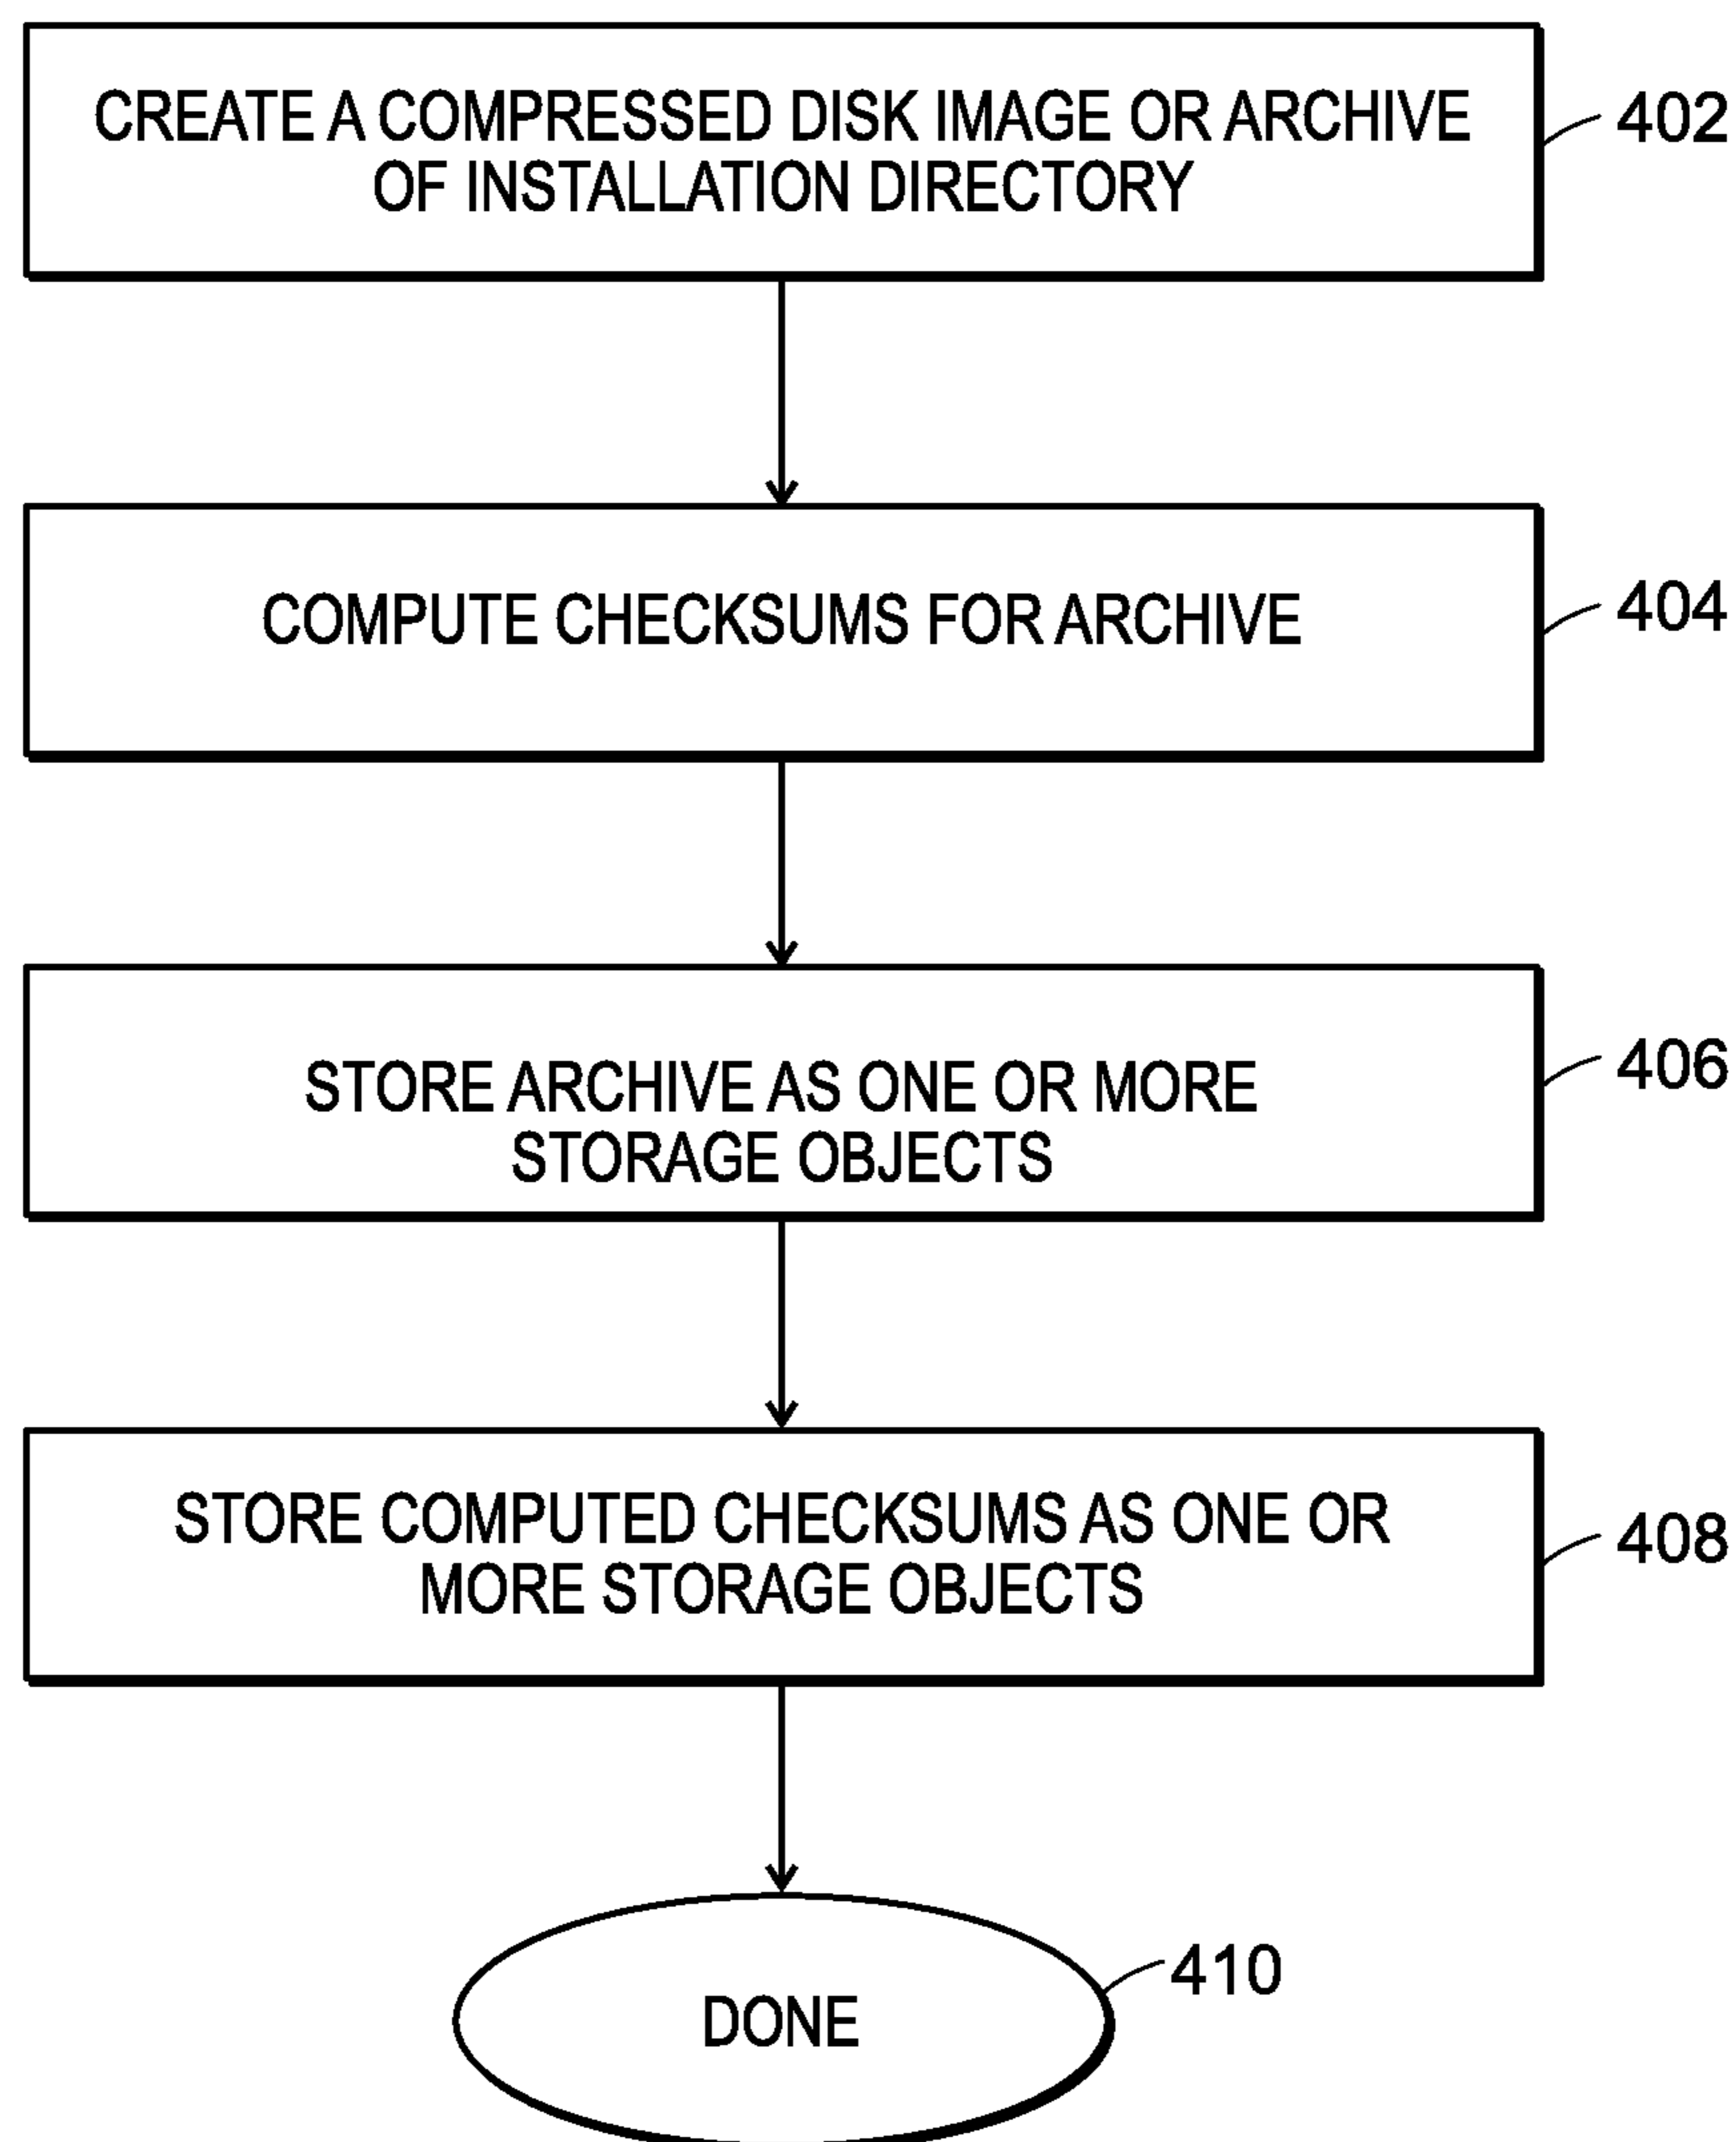 CREATE A COMPRESSED DISK IMAGE OR ARCHIVE
OF INSTALLATION DIRECTORY
402
COMPUTE CHECKSUMS FOR ARCHIVE
404
STORE ARCHIVE AS ONE OR MORE
STORAGE OBJECTS
406
STORE COMPUTED CHECKSUMS AS ONE OR
MORE STORAGE OBJECTS
408
DONE
410